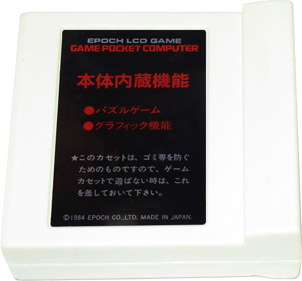 EPOCH LCD GAME
GAME POCKET COMPUTER
本体内蔵機能
●パズルゲーム
●グラフィック機能
★このカセットは、ゴミ等を防ぐ
ためのものですので、ゲーム
カセットで遊ばない時は、これ
を差しておいて下さい。
©1984 EPOCH CO.,LTD. MADE IN JAPAN.